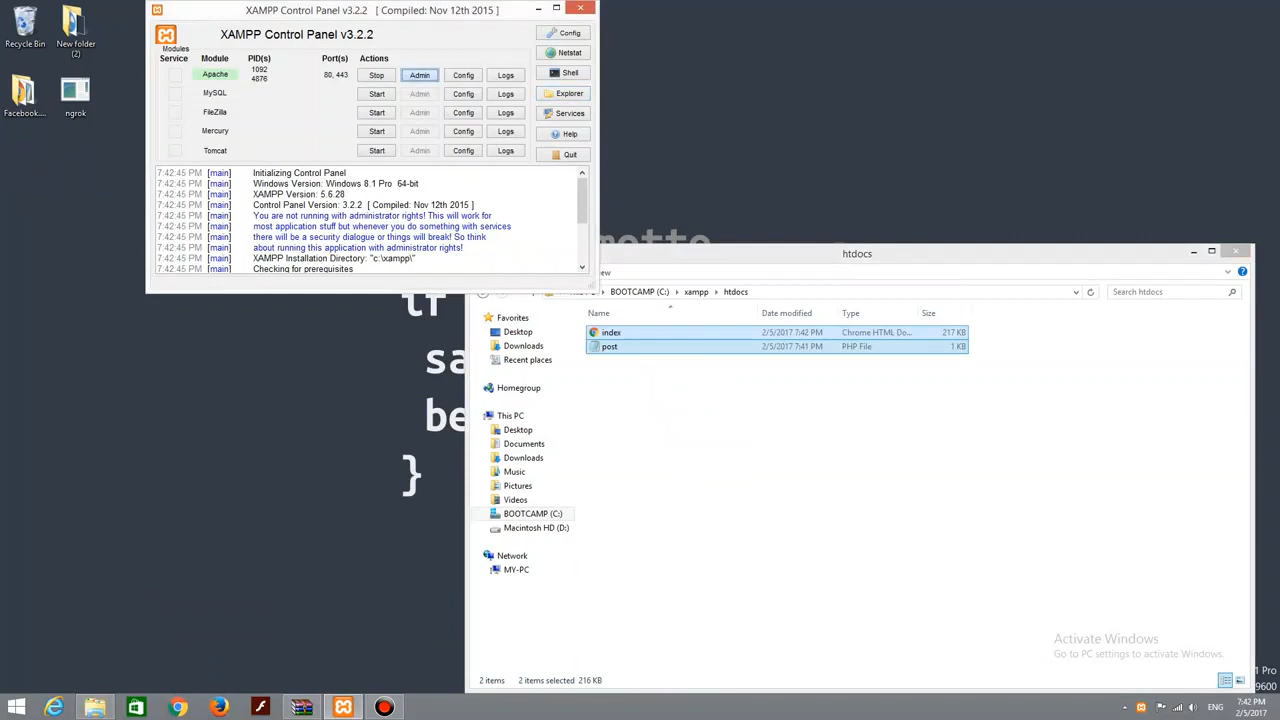 Recycle Bin
New folder
(2)
Facebook....
ngrok
XAMPP Control Panel v3.2.2 [ Compiled: Nov 12th 2015 ]
XAMPP Control Panel v3.2.2
Config
Modules
Service Module PID(s) Port(s) Actions
Netstat
Apache 1092 4876 80, 443 Stop Admin Config Logs
Shell
MySQL Start Admin Config Logs
Explorer
FileZilla Start Admin Config Logs
Services
Mercury Start Admin Config Logs
Help
Tomcat Start Admin Config Logs
Quit
7:42:45 PM [main] Initializing Control Panel
7:42:45 PM [main] Windows Version: Windows 8.1 Pro 64-bit
7:42:45 PM [main] XAMPP Version: 5.6.28
7:42:45 PM [main] Control Panel Version: 3.2.2 [ Compiled: Nov 12th 2015 ]
7:42:45 PM [main] You are not running with administrator rights! This will work for
7:42:45 PM [main] most application stuff but whenever you do something with services
7:42:45 PM [main] there will be a security dialogue or things will break! So think
7:42:45 PM [main] about running this application with administrator rights!
7:42:45 PM [main] XAMPP Installation Directory: "c:\xampp\"
7:42:45 PM [main] Checking for prerequisites
htdocs
ew
BOOTCAMP (C:) xampp htdocs
Search htdocs
Name Date modified Type Size
index 2/5/2017 7:42 PM Chrome HTML Do... 217 KB
post 2/5/2017 7:41 PM PHP File 1 KB
Favorites
Desktop
Downloads
Recent places
Homegroup
This PC
Desktop
Documents
Downloads
Music
Pictures
Videos
BOOTCAMP (C:)
Macintosh HD (D:)
Network
MY-PC
sa
be
}
Activate Windows
Go to PC settings to activate Windows.
2 items 2 items selected 216 KB
1 Pro
9600
ENG
7:42 PM
2/5/2017